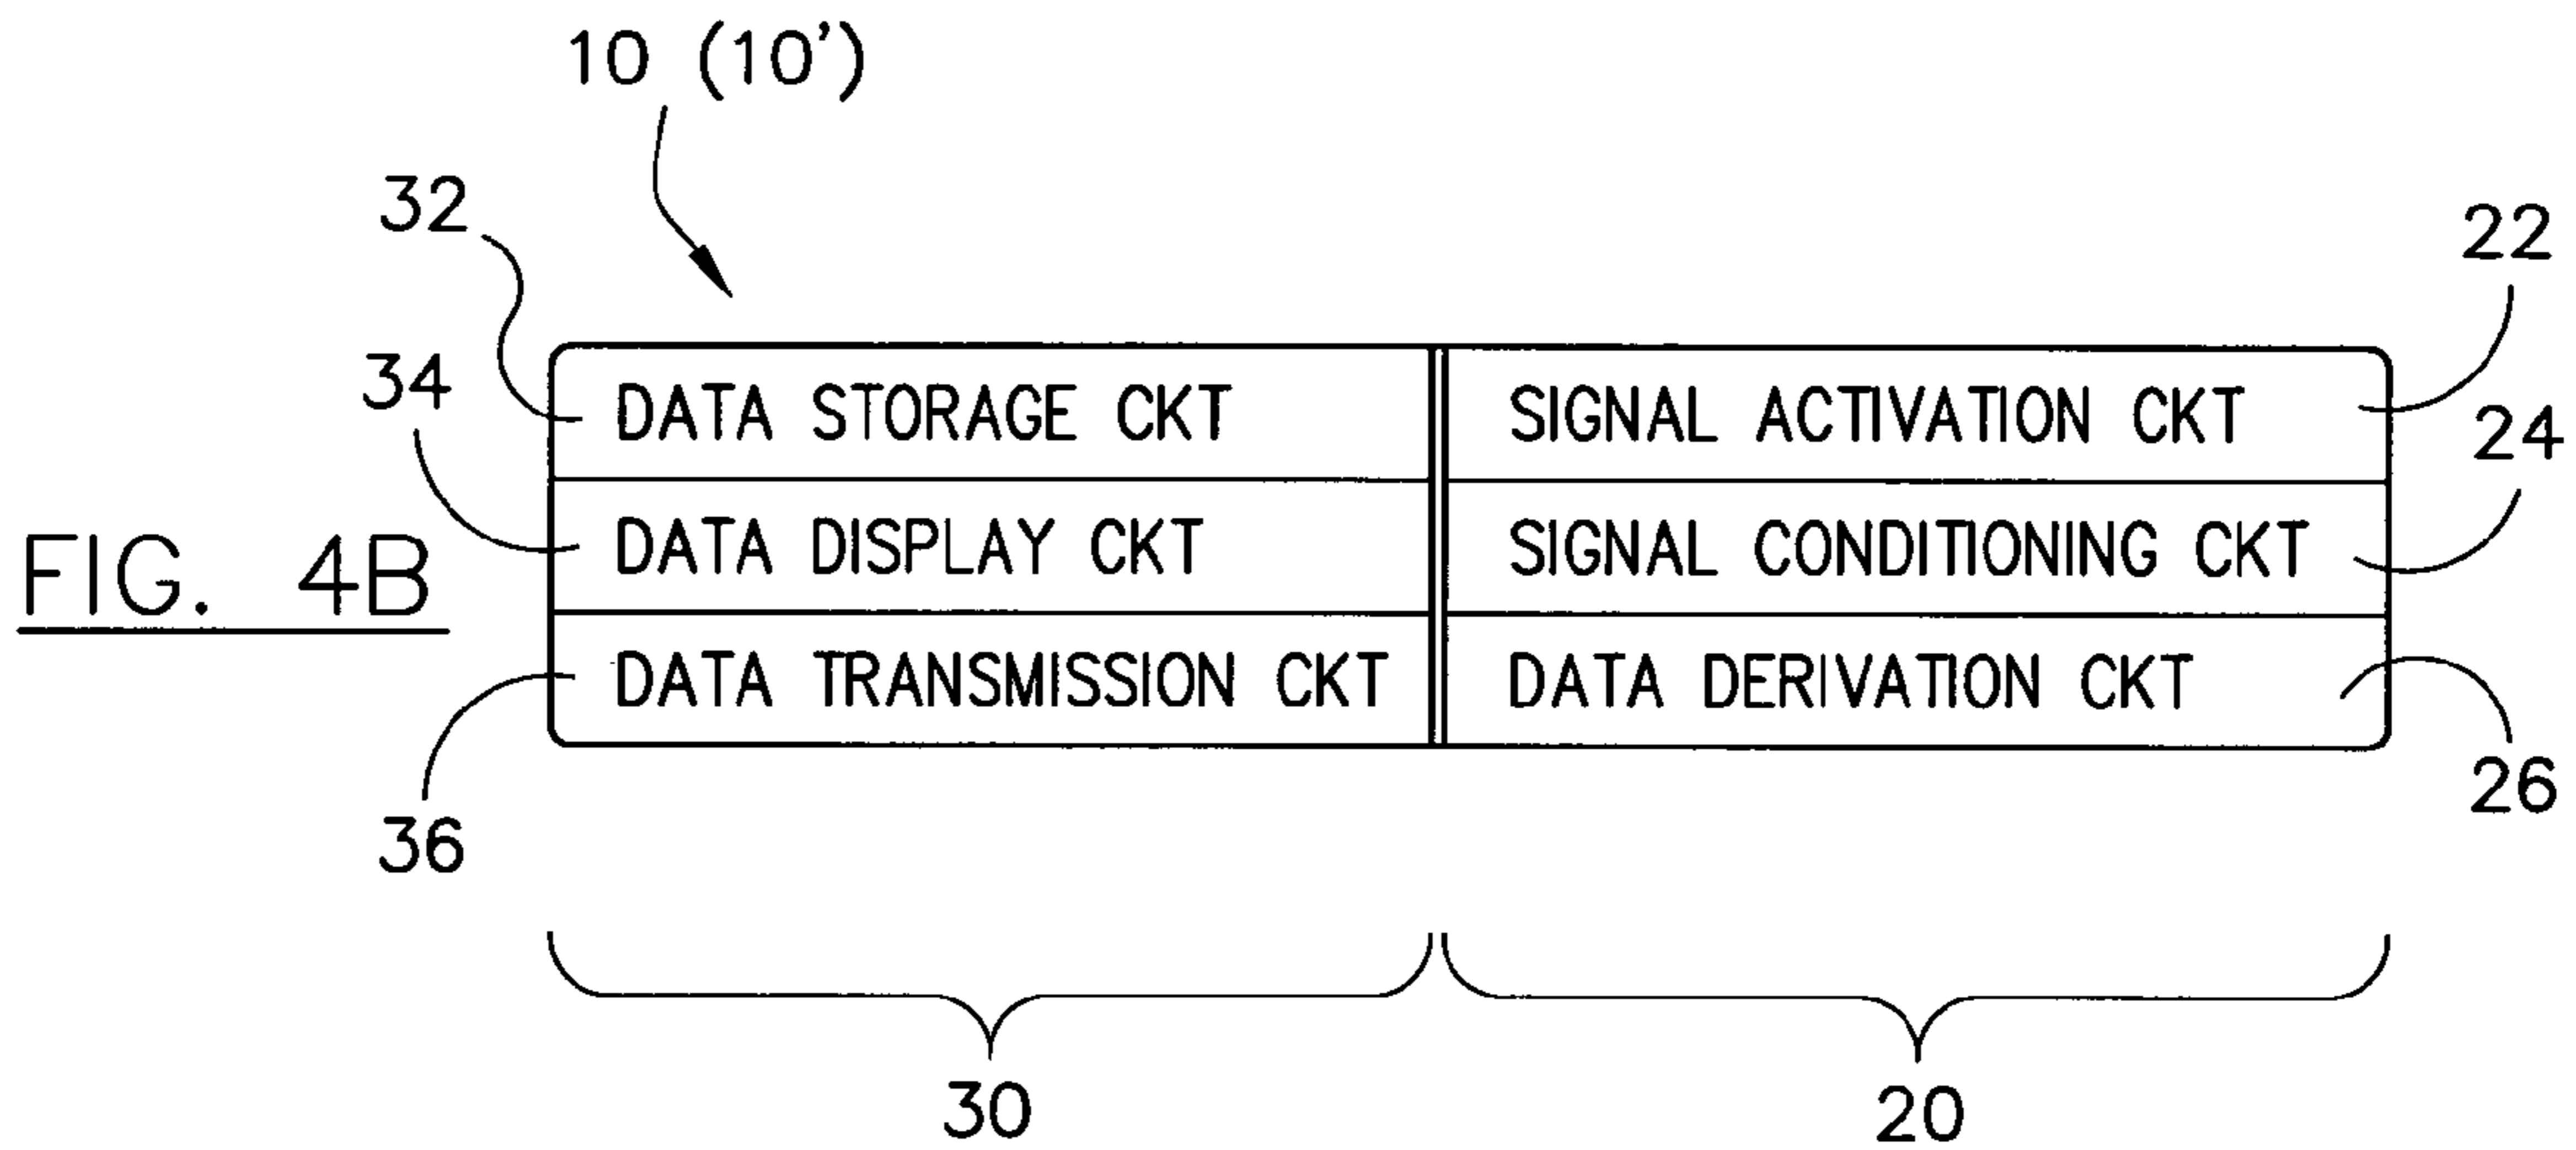 10 (10')
32
22
34
DATA STORAGE CKT
SIGNAL ACTIVATION CKT
24
DATA DISPLAY CKT
SIGNAL CONDITIONING CKT
FIG. 4B
DATA TRANSMISSION CKT
DATA DERIVATION CKT
26
36
30
20